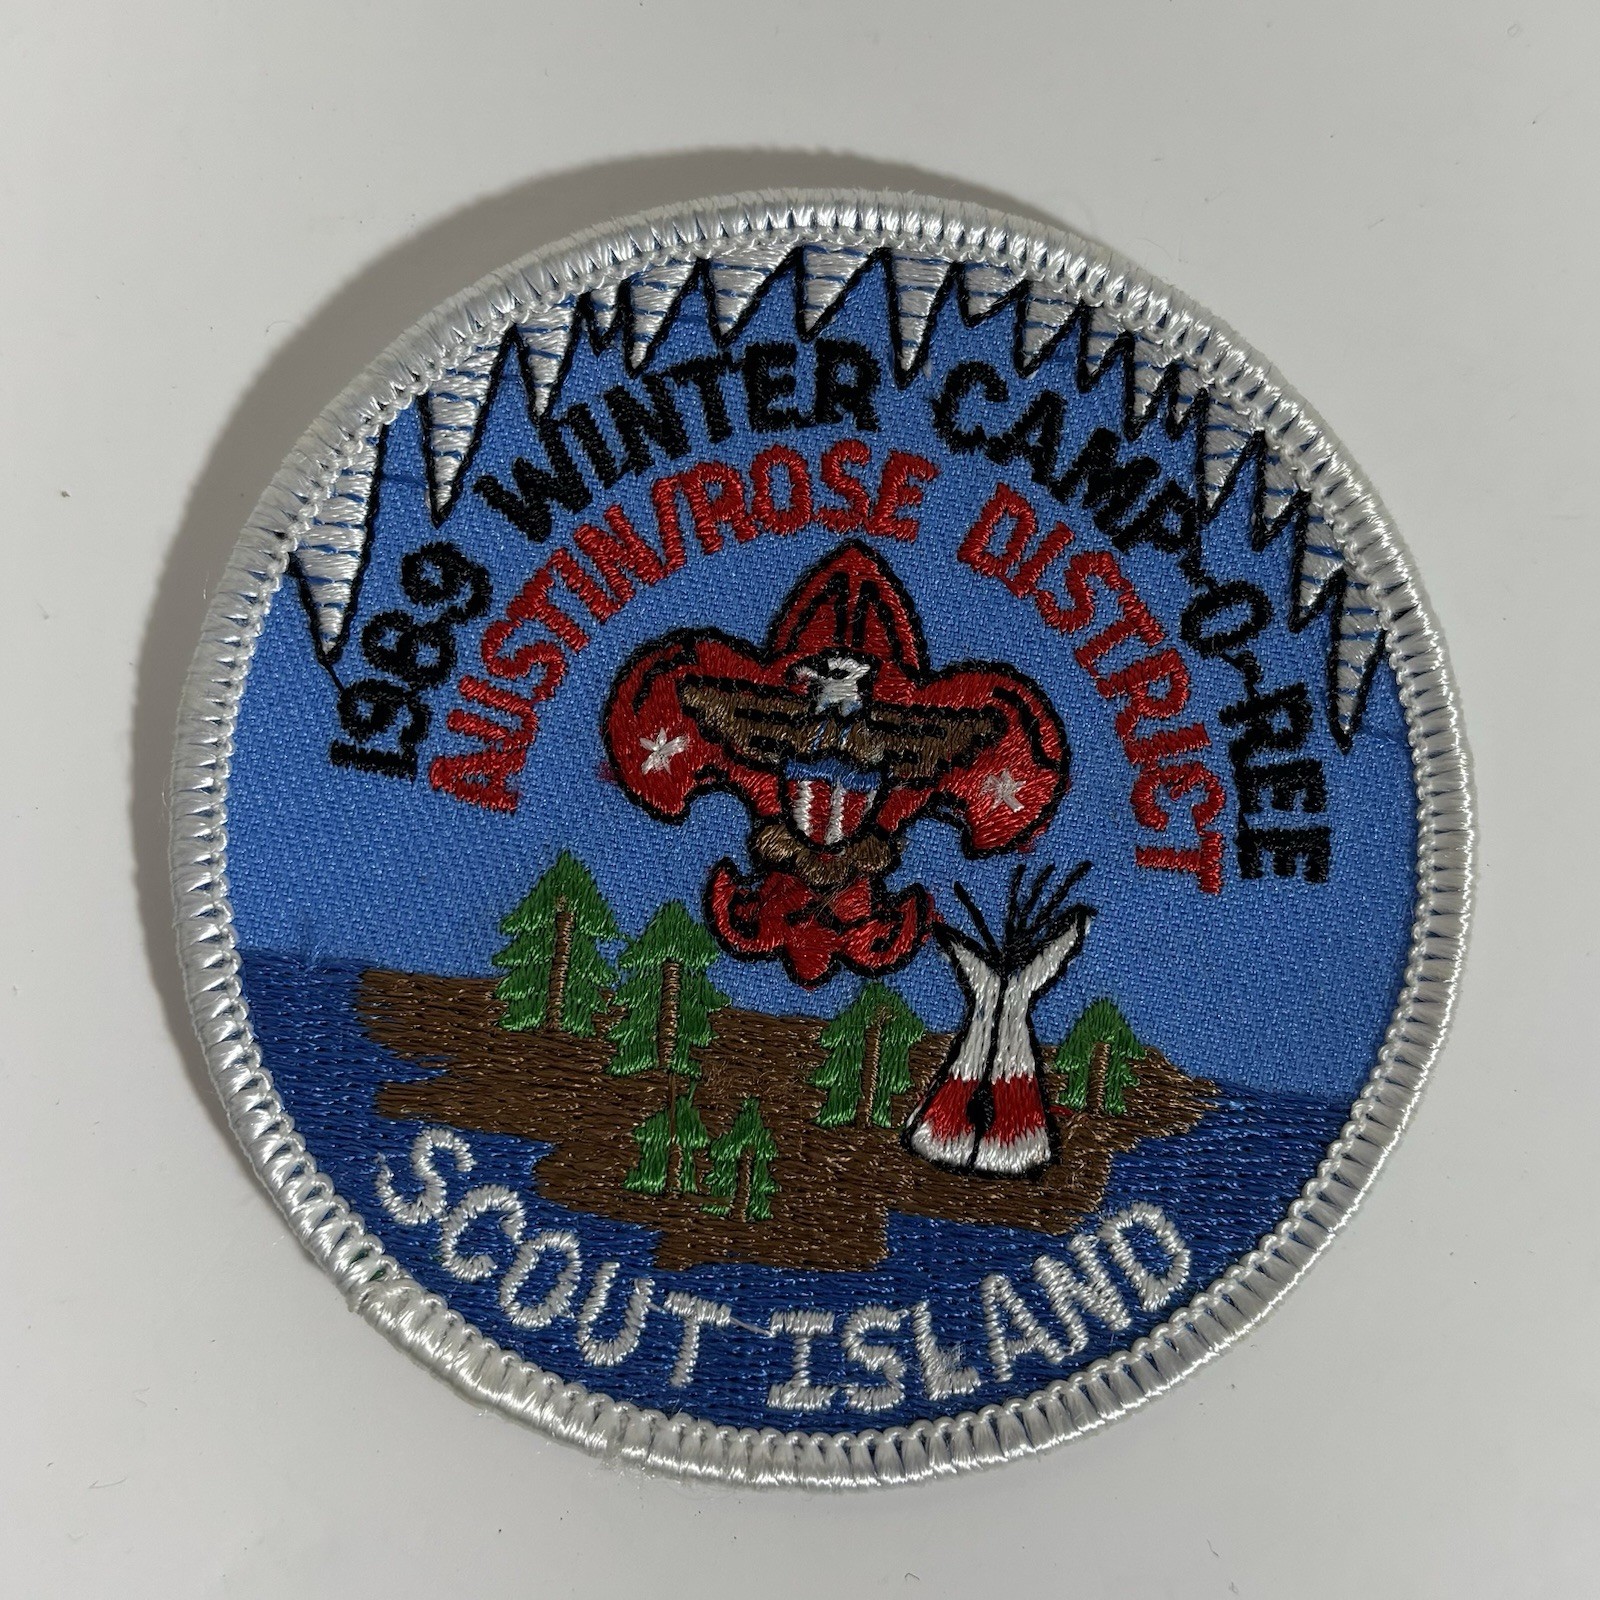 1989 WINTER CAMP-O-REE
AUSTIN/ROSE DISTRICT
SCOUT ISLAND